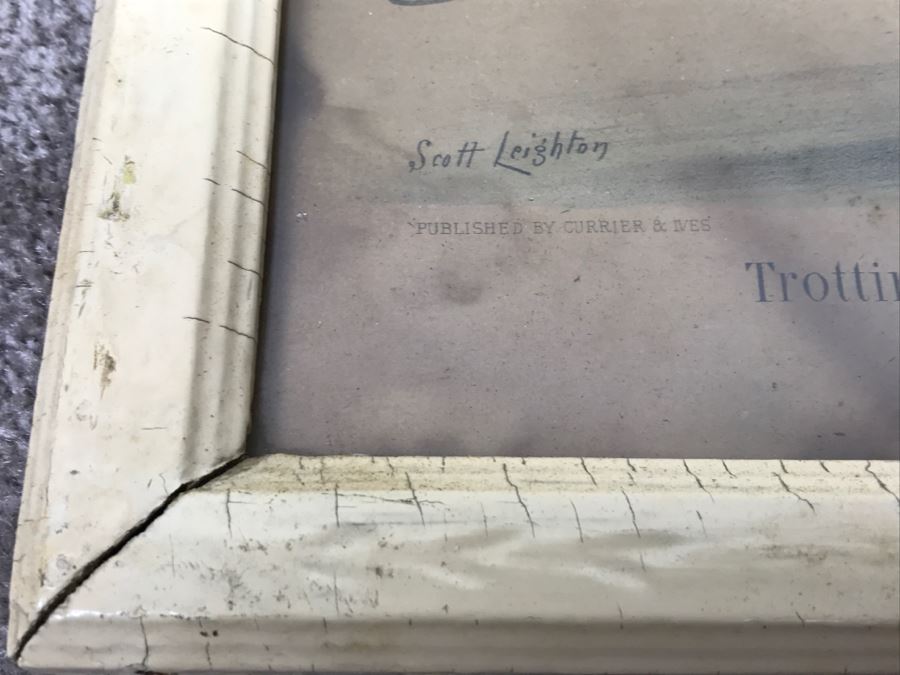 Scott Leighton
PUBLISHED BY CURRIER & IVES
Trottin